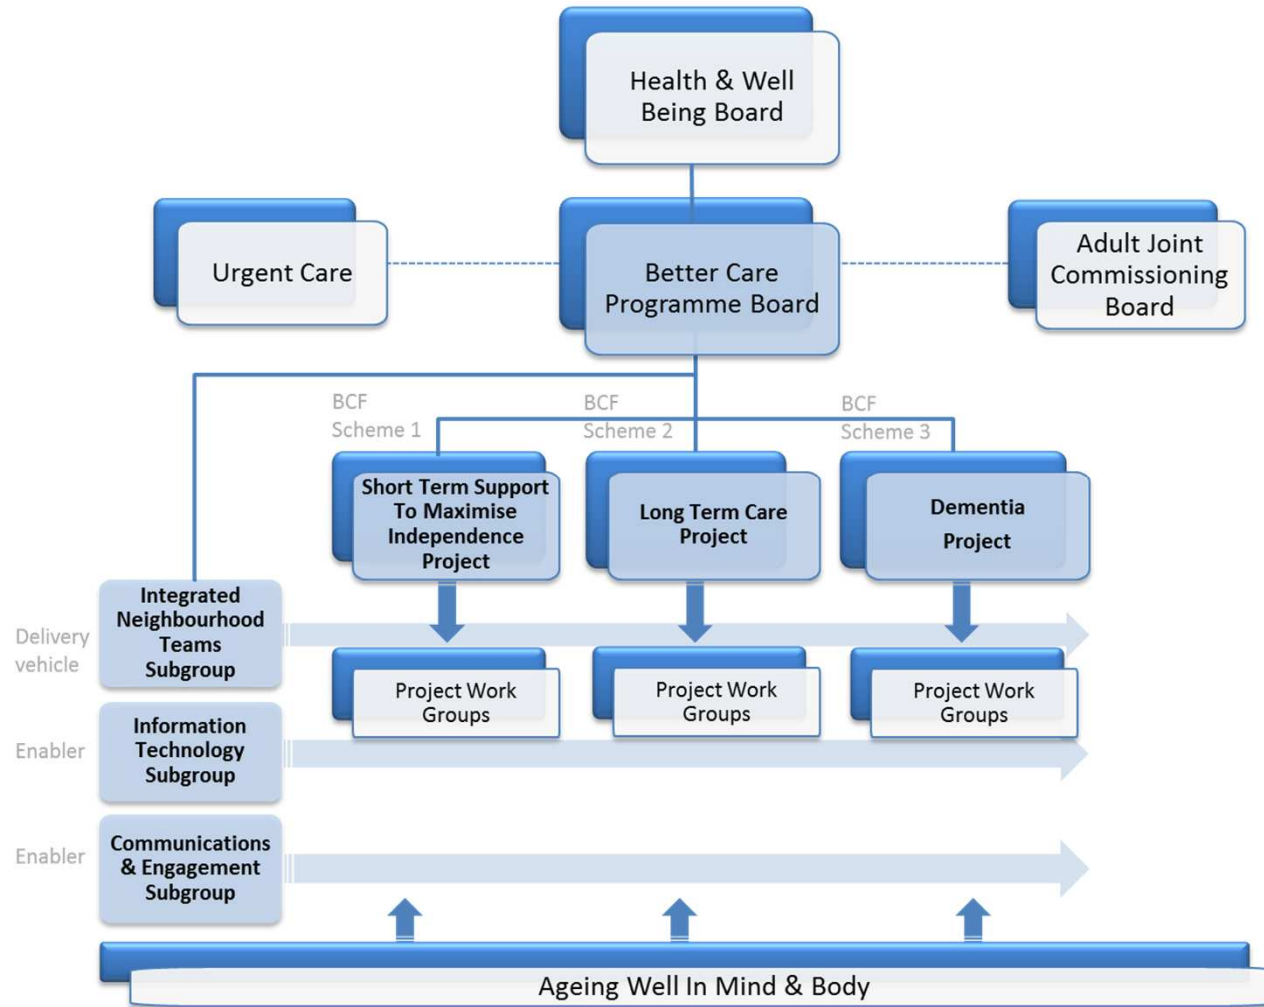 Health & Well
Being Board
Urgent Care
Better Care
Programme Board
Adult Joint
Commissioning
Board
BCF
Scheme 1
BCF
Scheme 2
BCF
Scheme 3
Short Term Support
To Maximise
Independence
Project
Long Term Care
Project
Dementia
Project
Delivery
vehicle
Integrated
Neighbourhood
Teams
Subgroup
Project Work
Groups
Project Work
Groups
Project Work
Groups
Enabler
Information
Technology
Subgroup
Enabler
Communications
& Engagement
Subgroup
Ageing Well In Mind & Body